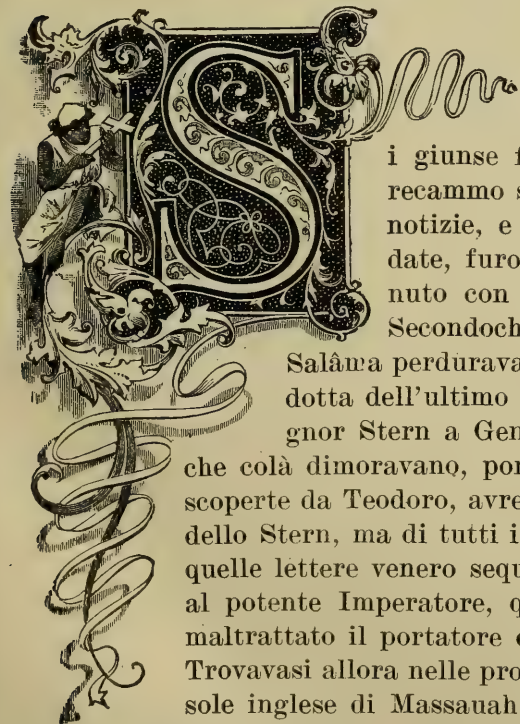 Si giunse f
recammo s
notizie, e
date, furo
nuto con
Secondoch
Salâma perdurava
dotta dell'ultimo
gnor Stern a Gen
che colà dimoravano, por
scoperte da Teodoro, avre
dello Stern, ma di tutti i
quelle lettere venero sequ
al potente Imperatore, q
maltrattato il portatore
Trovavasi allora nelle pro
sole inglese di Massauah